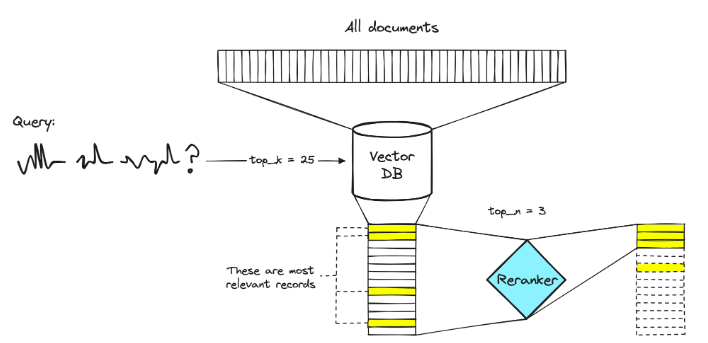 All documents
Query:
?
top_k = 25
Vector
DB
top_n = 3
These are most
relevant records
Reranker